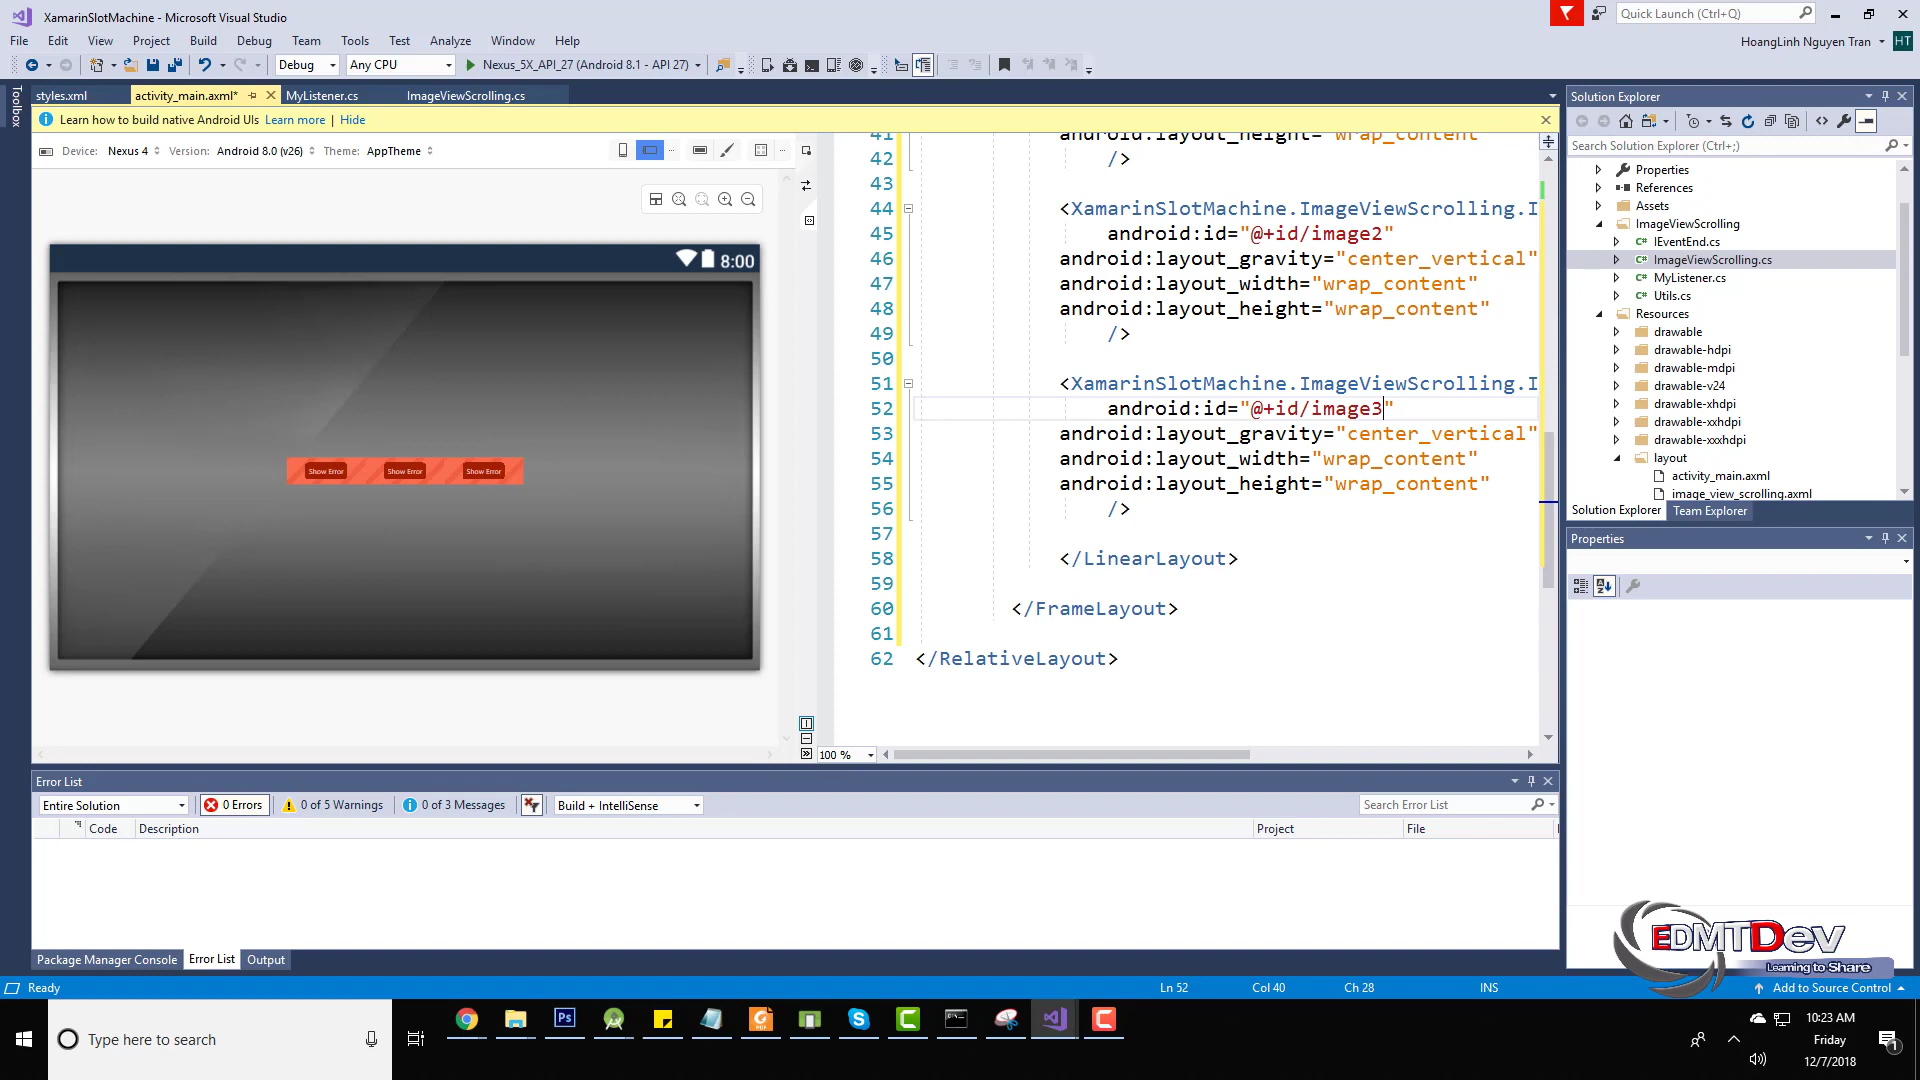 XamarinSlotMachine - Microsoft Visual Studio
Quick Launch (Ctrl+Q)
File Edit View Project Build Debug Team Tools Test Analyze Window Help
HoangLinh Nguyen Tran HT
Debug Any CPU Nexus_5X_API_27 (Android 8.1 - API 27)
Toolbox
styles.xml activity_main.axml* MyListener.cs ImageViewScrolling.cs
Learn how to build native Android UIs Learn more | Hide
Device: Nexus 4 Version: Android 8.0 (v26) Theme: AppTheme
8:00
Show Error Show Error Show Error
41 android:layout_height="wrap_content"
42 />
43
44 <XamarinSlotMachine.ImageViewScrolling.I
45 android:id="@+id/image2"
46 android:layout_gravity="center_vertical"
47 android:layout_width="wrap_content"
48 android:layout_height="wrap_content"
49 />
50
51 <XamarinSlotMachine.ImageViewScrolling.I
52 android:id="@+id/image3"
53 android:layout_gravity="center_vertical"
54 android:layout_width="wrap_content"
55 android:layout_height="wrap_content"
56 />
57
58 </LinearLayout>
59
60 </FrameLayout>
61
62 </RelativeLayout>
100 %
Solution Explorer
Search Solution Explorer (Ctrl+;)
Properties
References
Assets
ImageViewScrolling
IEventEnd.cs
ImageViewScrolling.cs
MyListener.cs
Utils.cs
Resources
drawable
drawable-hdpi
drawable-mdpi
drawable-v24
drawable-xhdpi
drawable-xxhdpi
drawable-xxxhdpi
layout
activity_main.axml
image_view_scrolling.axml
Solution Explorer Team Explorer
Properties
Error List
Entire Solution 0 Errors 0 of 5 Warnings 0 of 3 Messages Build + IntelliSense Search Error List
Code Description Project File
Package Manager Console Error List Output
EDMTDev
Learning to Share
Ready Ln 52 Col 40 Ch 28 INS Add to Source Control
Type here to search
Ps
10:23 AM
Friday
12/7/2018
1